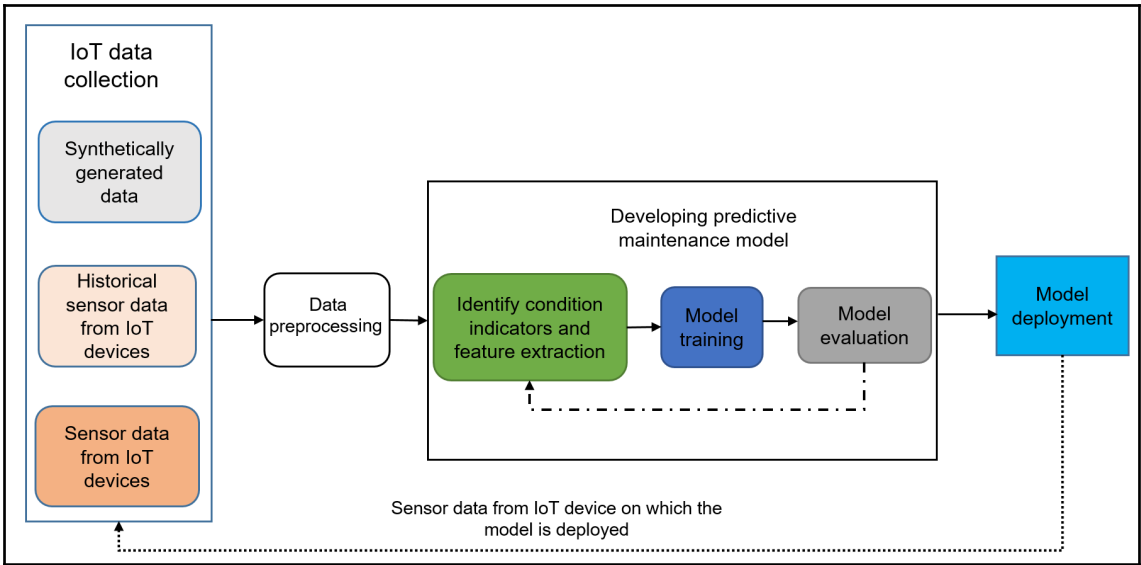 IoT data
collection
Synthetically
generated
data
Historical
sensor data
from IoT
devices
Sensor data
from IoT
devices
Data
preprocessing
Developing predictive
maintenance model
Identify condition
indicators and
feature extraction
Model
training
Model
evaluation
Model
deployment
Sensor data from IoT device on which the
model is deployed